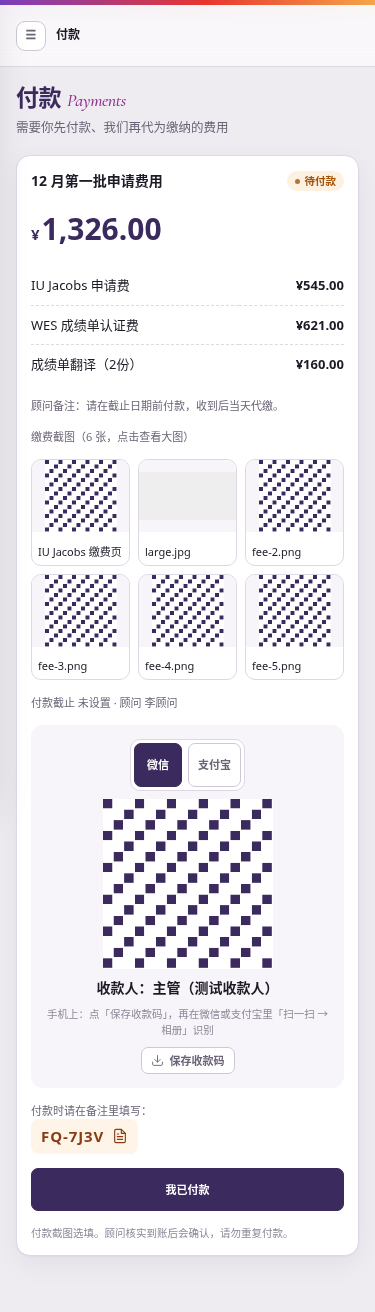 付款
付款 Payments
需要你先付款、我们再代为缴纳的费用
12 月第一批申请费用
待付款
¥1,326.00
IU Jacobs 申请费 ¥545.00
WES 成绩单认证费 ¥621.00
成绩单翻译（2份） ¥160.00
顾问备注：请在截止日期前付款，收到后当天代缴。
缴费截图（6 张，点击查看大图）
IU Jacobs 缴费页
large.jpg
fee-2.png
fee-3.png
fee-4.png
fee-5.png
付款截止 未设置 · 顾问 李顾问
微信
支付宝
收款人：主管（测试收款人）
手机上：点「保存收款码」，再在微信或支付宝里「扫一扫 →
相册」识别
保存收款码
付款时请在备注里填写：
FQ-7J3V
我已付款
付款截图选填。顾问核实到账后会确认，请勿重复付款。